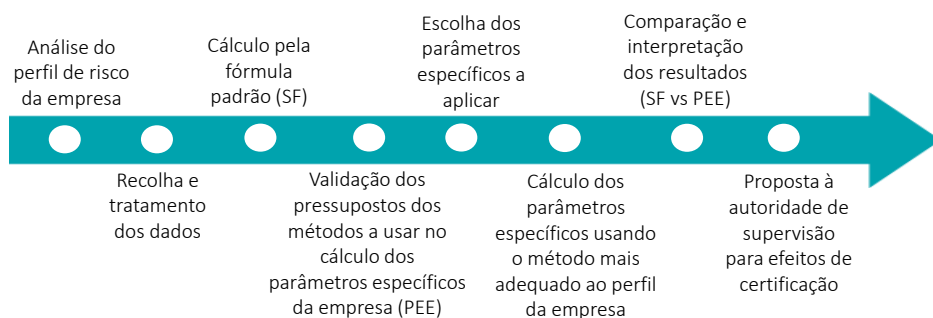 Análise do
perfil de risco
da empresa
Recolha e
tratamento
dos dados
Cálculo pela
fórmula
padrão (SF)
Validação dos
pressupostos dos
métodos a usar no
cálculo dos
parâmetros específicos
da empresa (PEE)
Escolha dos
parâmetros
específicos a
aplicar
Cálculo dos
parâmetros
específicos usando
o método mais
adequado ao perfil
da empresa
Comparação e
interpretação
dos resultados
(SF vs PEE)
Proposta à
autoridade de
supervisão
para efeitos de
certificação